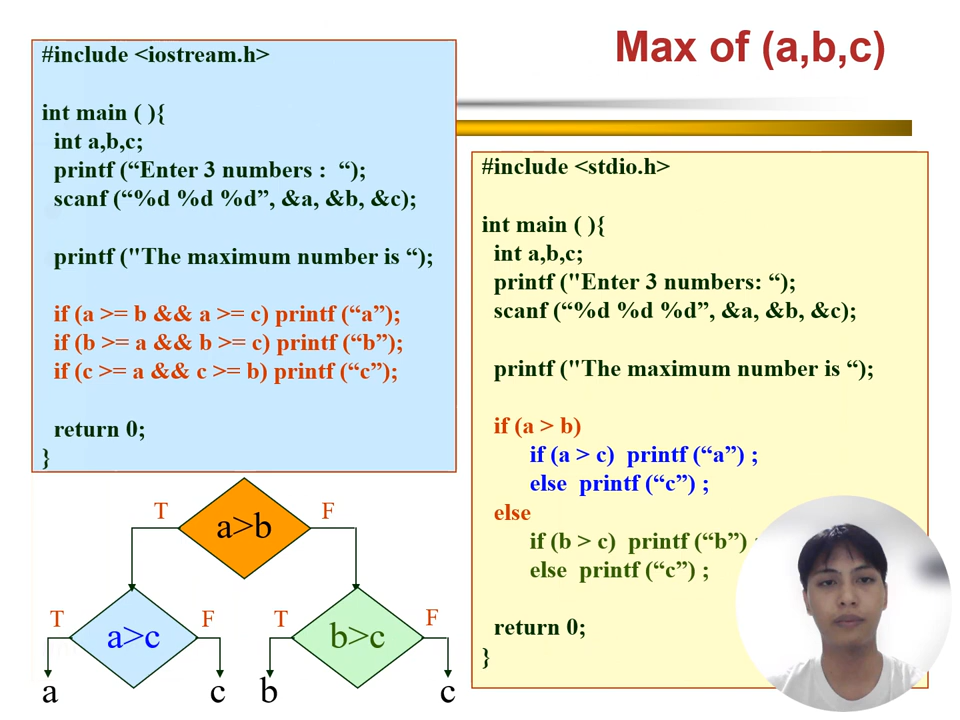 Max of (a,b,c)
#include <iostream.h>
int main ( ){
int a,b,c;
printf (“Enter 3 numbers :  “);
scanf (“%d %d %d”, &a, &b, &c);
printf ("The maximum number is “);
if (a >= b && a >= c) printf (“a”);
if (b >= a && b >= c) printf (“b”);
if (c >= a && c >= b) printf (“c”);
return 0;
}
#include <stdio.h>
int main ( ){
int a,b,c;
printf ("Enter 3 numbers: “);
scanf (“%d %d %d”, &a, &b, &c);
printf ("The maximum number is “);
if (a > b)
if (a > c)  printf (“a”) ;
else  printf (“c”) ;
else
if (b > c)  printf (“b”) ;
else  printf (“c”) ;
return 0;
}
T a>b F
T a>c F T b>c F
a c b c